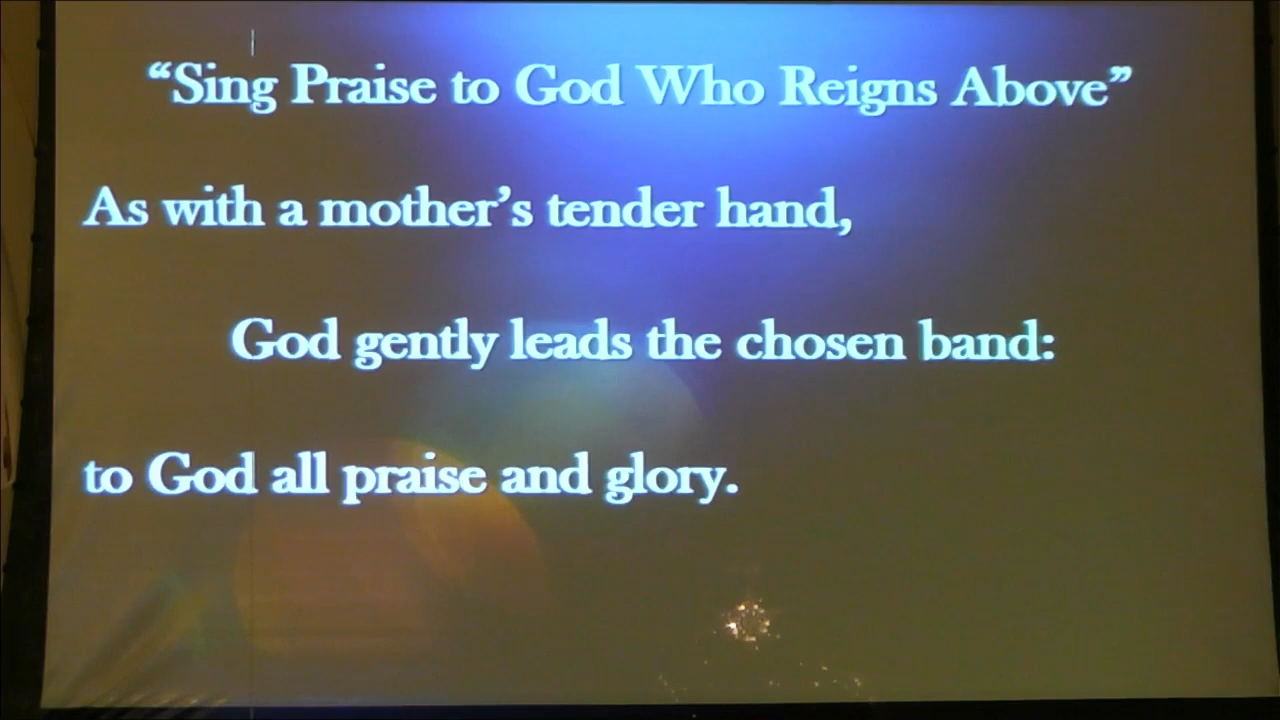 “Sing Praise to God Who Reigns Above”
As with a mother’s tender hand,
God gently leads the chosen band:
to God all praise and glory.